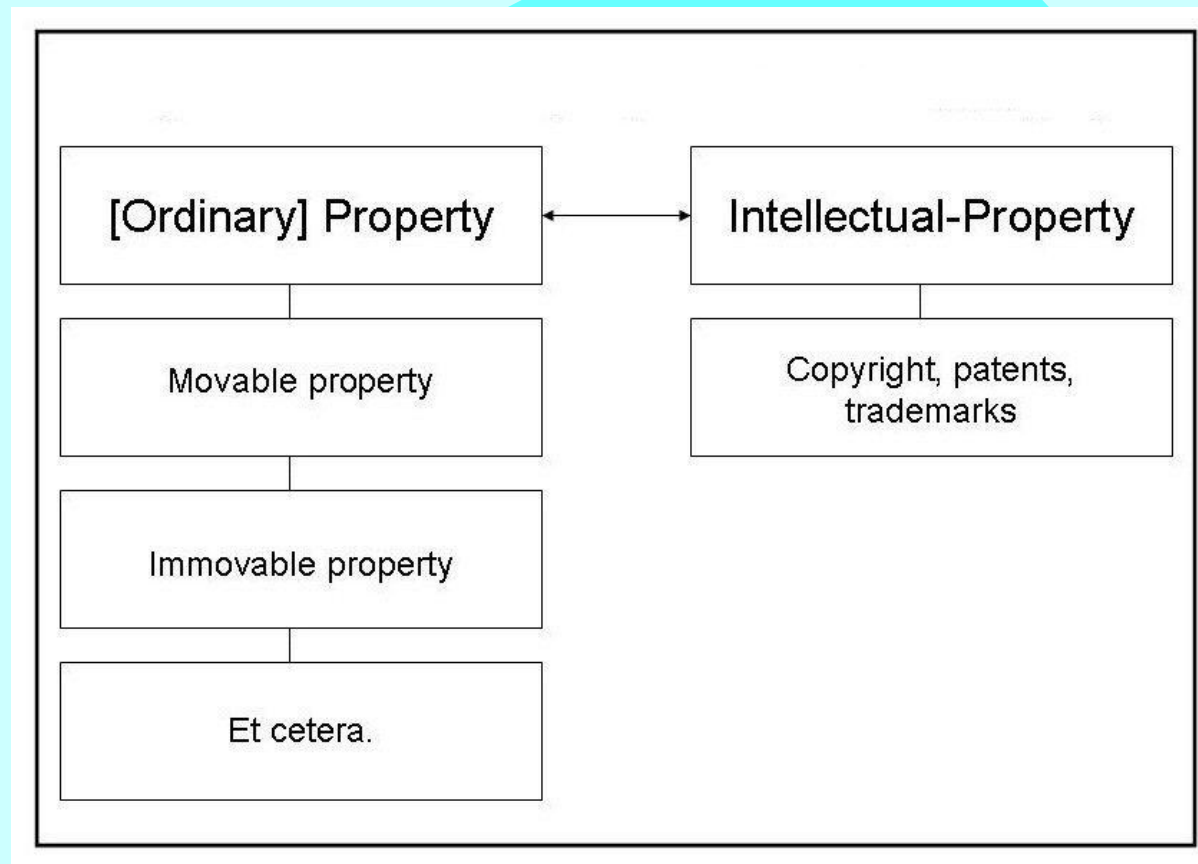 [Ordinary] Property
Movable property
Immovable property
Et cetera.
Intellectual-Property
Copyright, patents,
trademarks